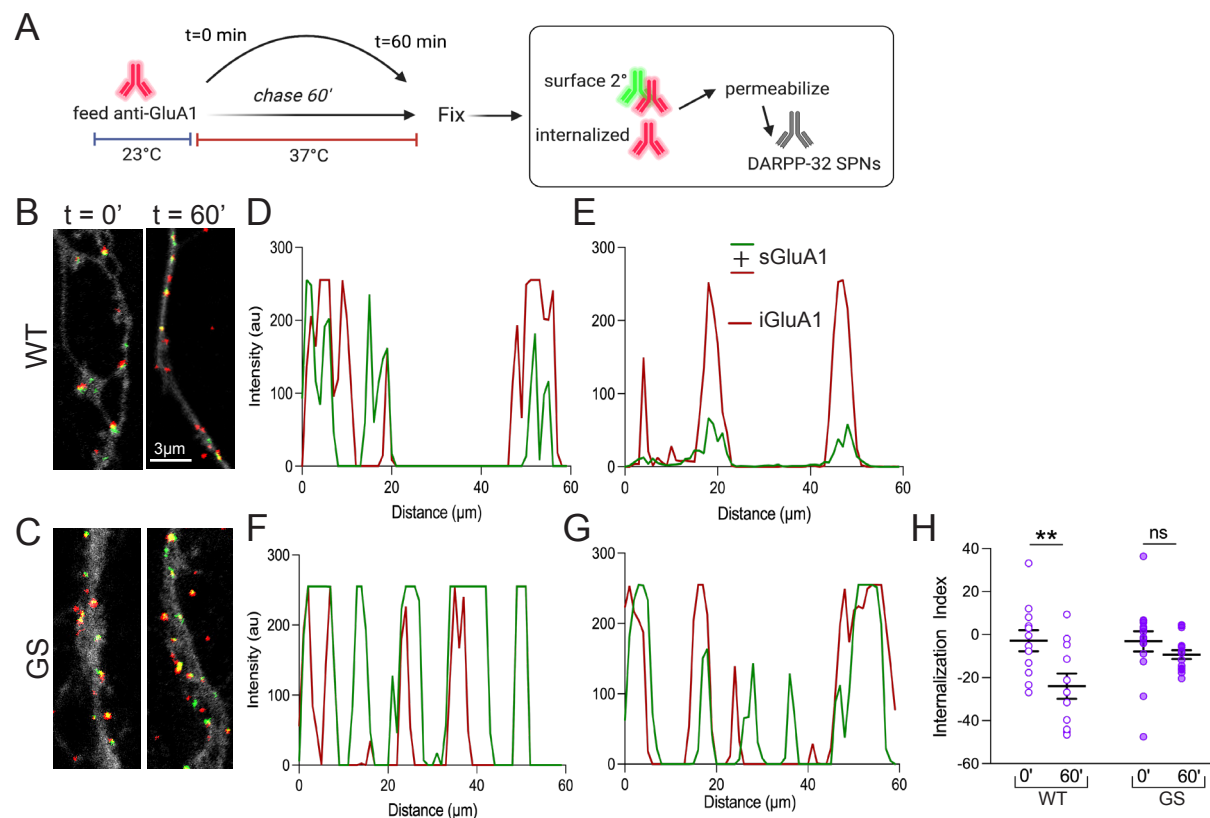 A
t=0 min
t=60 min
feed anti-GluA1
chase 60'
Fix
23°C
37°C
surface 2°
internalized
permeabilize
DARPP-32 SPNs
B
t = 0'
t = 60'
WT
3µm
D
300
200
100
0
Intensity (au)
0
20
40
60
Distance (µm)
E
300
200
100
0
0
20
40
60
Distance (µm)
+ sGluA1
iGluA1
C
GS
F
300
200
100
0
Intensity (au)
0
20
40
60
Distance (µm)
G
300
200
100
0
0
20
40
60
Distance (µm)
H
**
ns
40
20
0
-20
-40
-60
Internalization Index
0'
60'
0'
60'
WT
GS